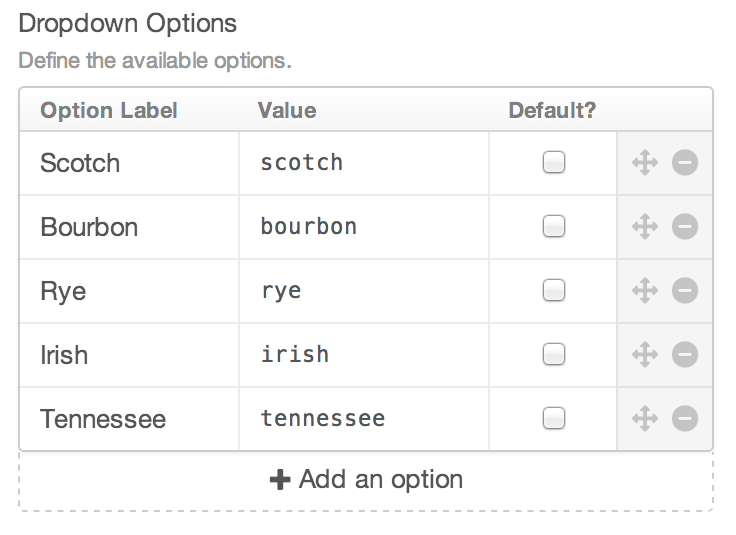 Dropdown Options
Define the available options.
Option Label Value Default?
Scotch scotch
Bourbon bourbon
Rye rye
Irish irish
Tennessee tennessee
Add an option